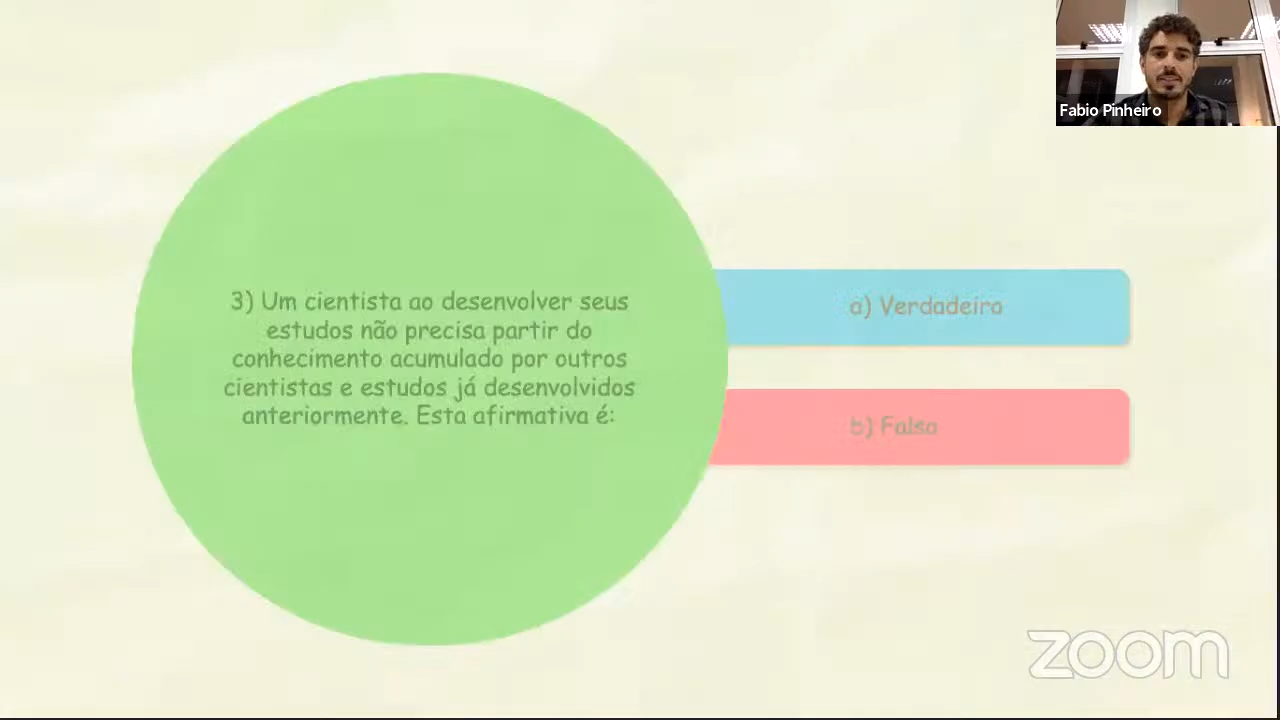 Fabio Pinheiro
3) Um cientista ao desenvolver seus
estudos não precisa partir do
conhecimento acumulado por outros
cientistas e estudos já desenvolvidos
anteriormente. Esta afirmativa é:
a) Verdadeira
b) Falsa
zoom